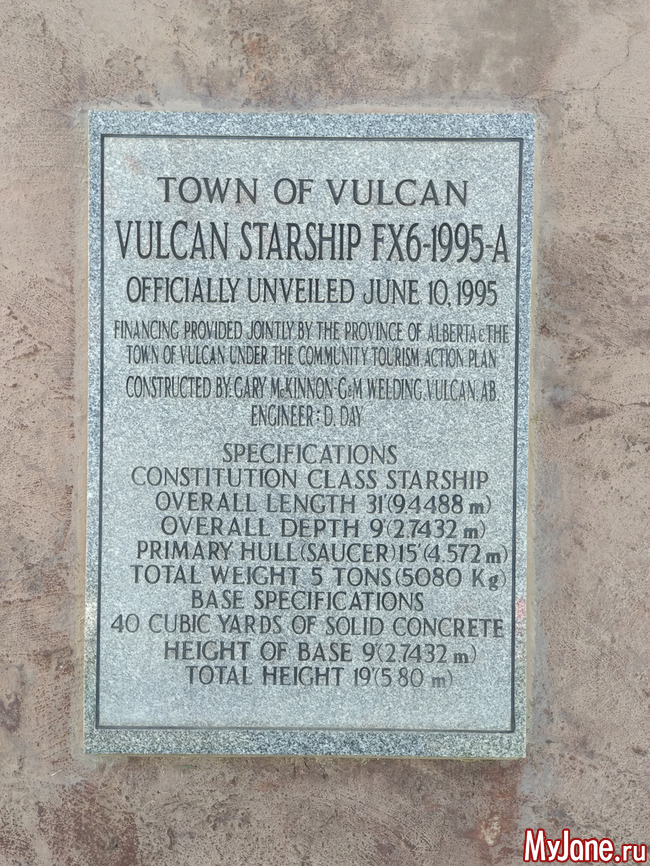 TOWN OF VULCAN
VULCAN STARSHIP FX6-1995-A
OFFICIALLY UNVEILED JUNE 10, 1995
FINANCING PROVIDED JOINTLY BY THE PROVINCE OF ALBERTA & THE
TOWN OF VULCAN UNDER THE COMMUNITY TOURISM ACTION PLAN
CONSTRUCTED BY: GARY McKINNON-G&M WELDING, VULCAN, AB.
ENGINEER: D. DAY
SPECIFICATIONS
CONSTITUTION CLASS STARSHIP
OVERALL LENGTH 31'(9.4488 m)
OVERALL DEPTH 9'(2.7432 m)
PRIMARY HULL (SAUCER) 15'(4.572 m)
TOTAL WEIGHT 5 TONS (5080 Kg)
BASE SPECIFICATIONS
40 CUBIC YARDS OF SOLID CONCRETE
HEIGHT OF BASE 9'(2.7432 m)
TOTAL HEIGHT 19'(5.80 m)
MyJane.ru